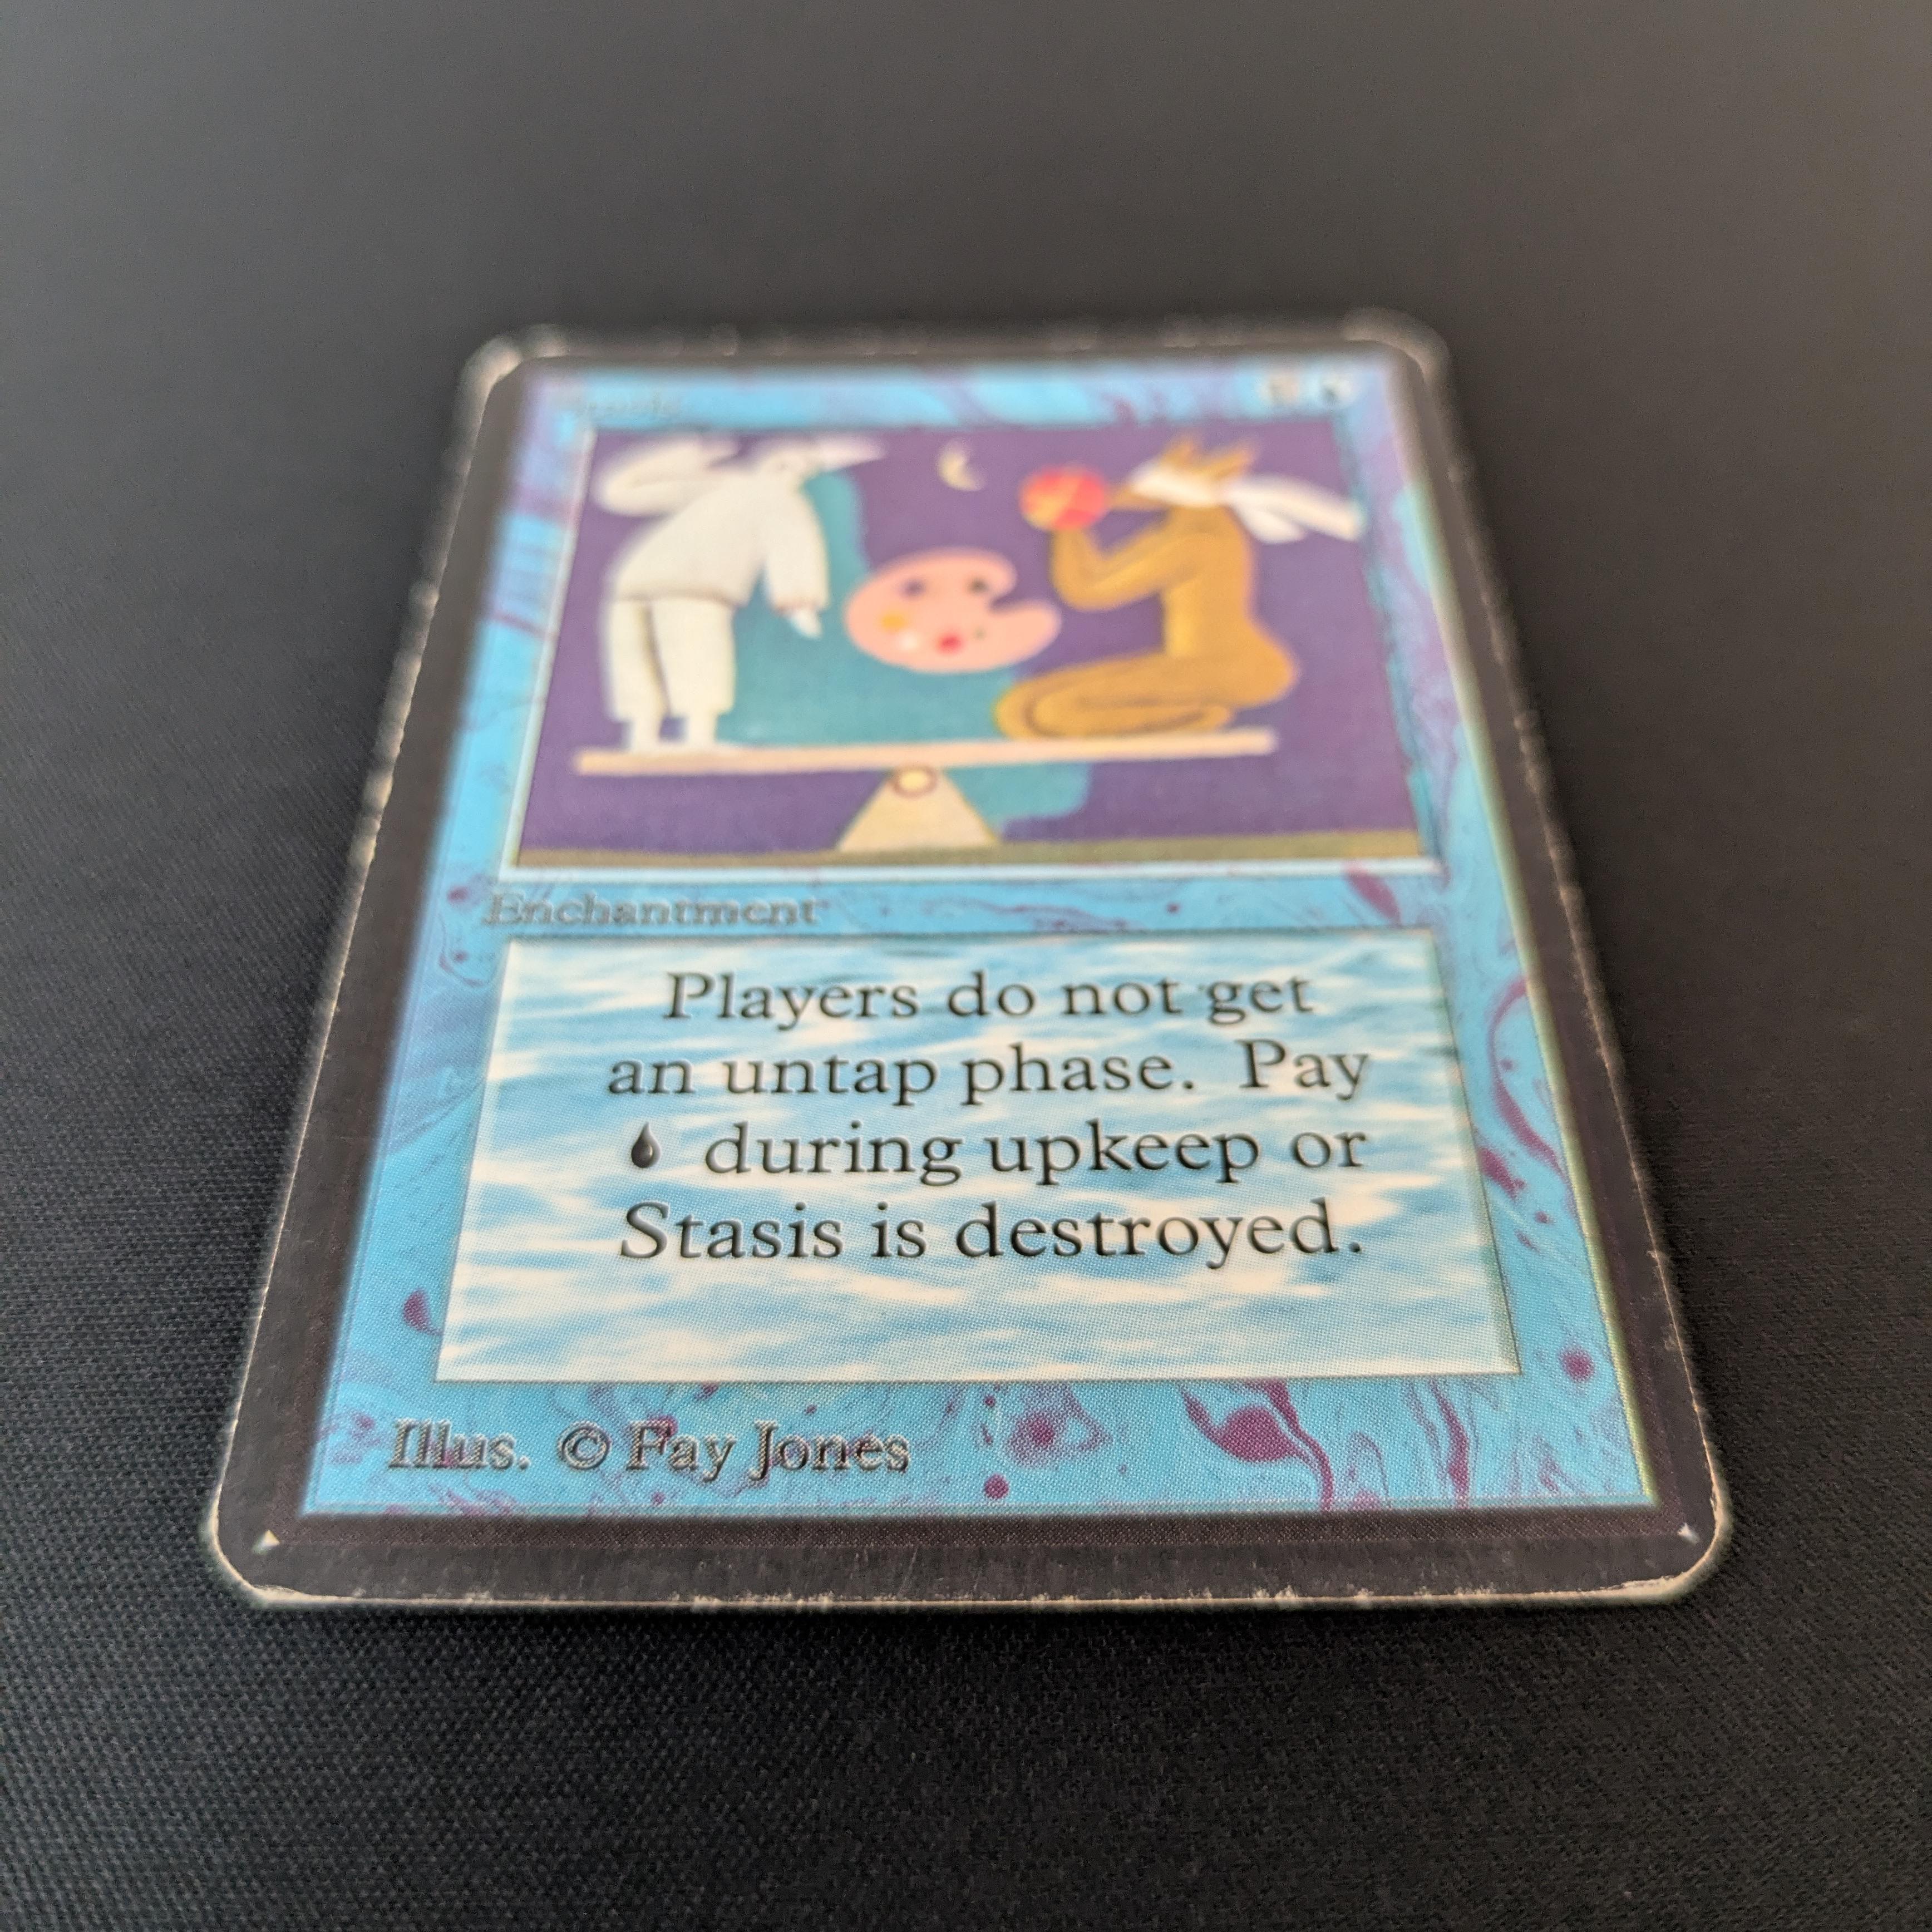 Enchantment
Players do not get
an untap phase. Pay
during upkeep or
Stasis is destroyed.
Illus. © Fay Jones